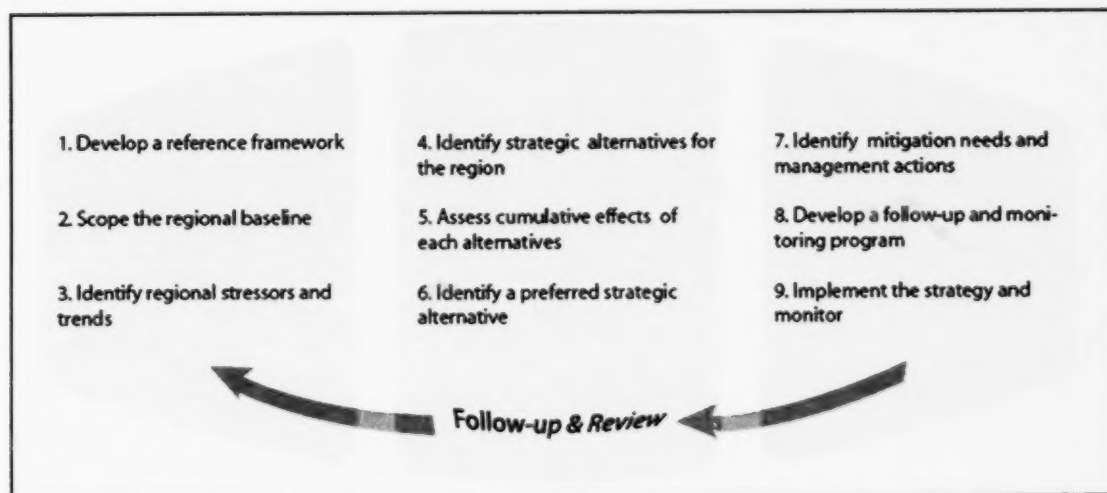 1. Develop a reference framework
2. Scope the regional baseline
3. Identify regional stressors and
trends
4. Identify strategic alternatives for
the region
5. Assess cumulative effects of
each alternatives
6. Identify a preferred strategic
alternative
7. Identify mitigation needs and
management actions
8. Develop a follow-up and moni-
toring program
9. Implement the strategy and
monitor
Follow-up & Review